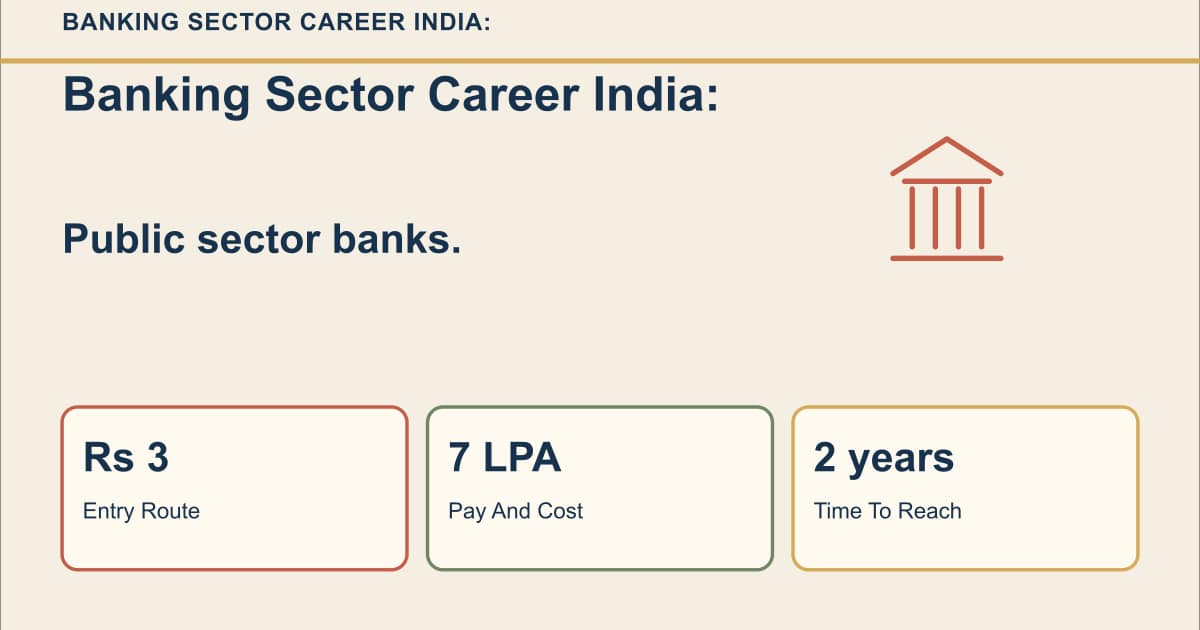 BANKING SECTOR CAREER INDIA:
Banking Sector Career India:
Public sector banks.
Rs 3
Entry Route
7 LPA
Pay And Cost
2 years
Time To Reach